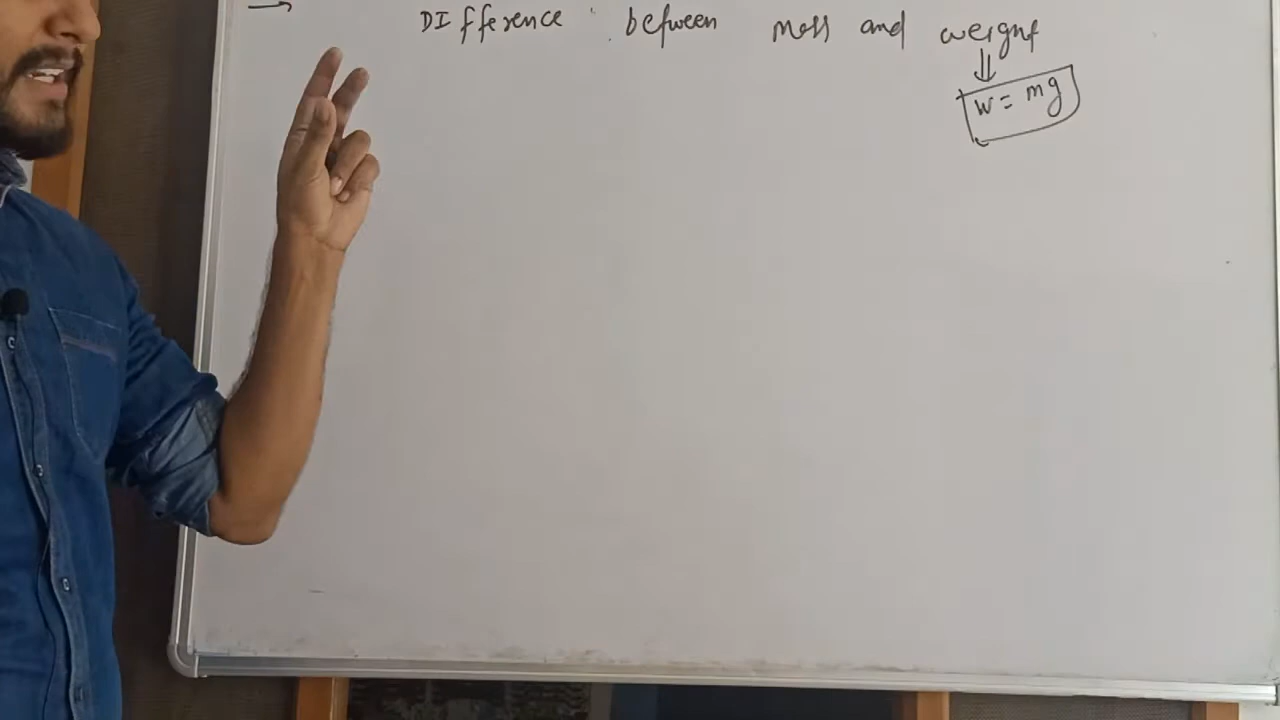 → Difference between mass and weight
⇓
W = mg